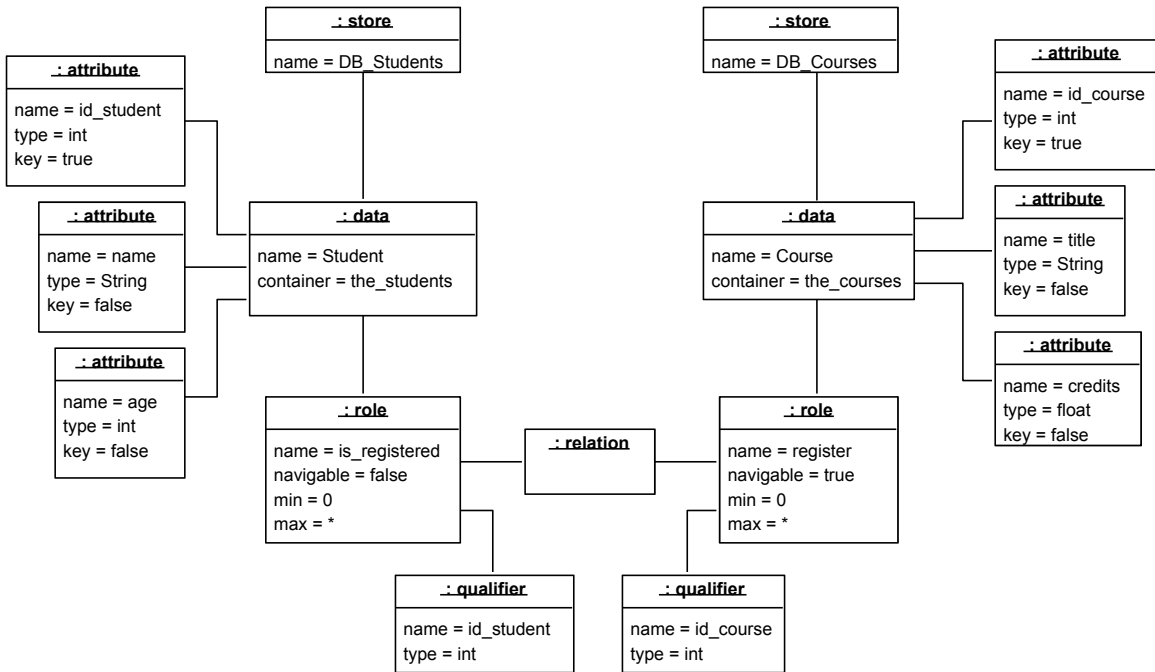 : store
name = DB_Students
: store
name = DB_Courses
: attribute
name = id_student
type = int
key = true
: attribute
name = id_course
type = int
key = true
: attribute
name = name
type = String
key = false
: data
name = Student
container = the_students
: data
name = Course
container = the_courses
: attribute
name = title
type = String
key = false
: attribute
name = age
type = int
key = false
: attribute
name = credits
type = float
key = false
: role
name = is_registered
navigable = false
min = 0
max = *
: relation
: role
name = register
navigable = true
min = 0
max = *
: qualifier
name = id_student
type = int
: qualifier
name = id_course
type = int